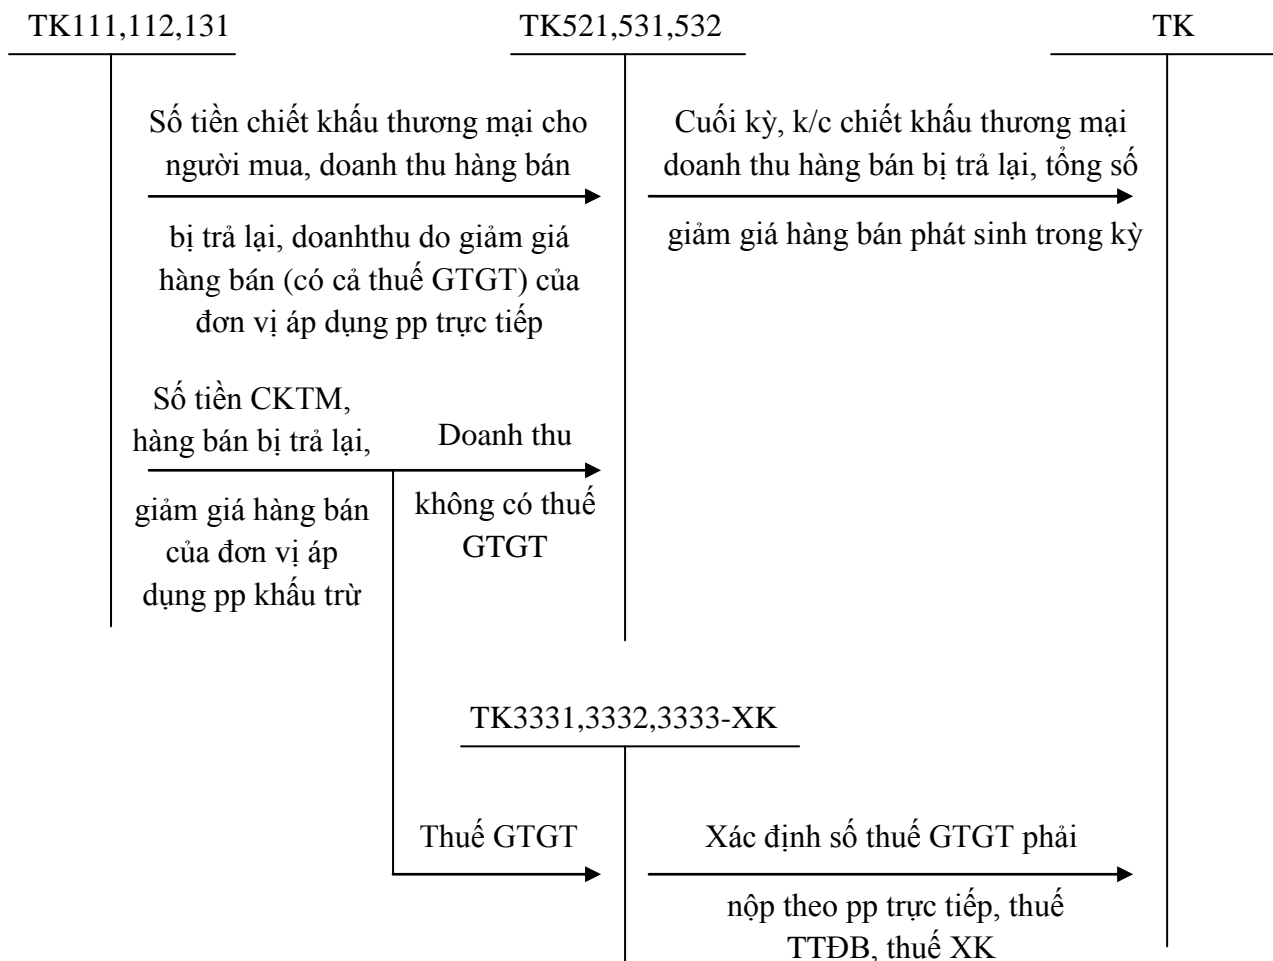 TK111,112,131
TK521,531,532
TK
Số tiền chiết khấu thương mại cho
người mua, doanh thu hàng bán
bị trả lại, doanhthu do giảm giá
hàng bán (có cả thuế GTGT) của
đơn vị áp dụng pp trực tiếp
Cuối kỳ, k/c chiết khấu thương mại
doanh thu hàng bán bị trả lại, tổng số
giảm giá hàng bán phát sinh trong kỳ
Số tiền CKTM,
hàng bán bị trả lại,
giảm giá hàng bán
của đơn vị áp
dụng pp khấu trừ
Doanh thu
không có thuế
GTGT
TK3331,3332,3333-XK
Thuế GTGT
Xác định số thuế GTGT phải
nộp theo pp trực tiếp, thuế
TTĐB, thuế XK